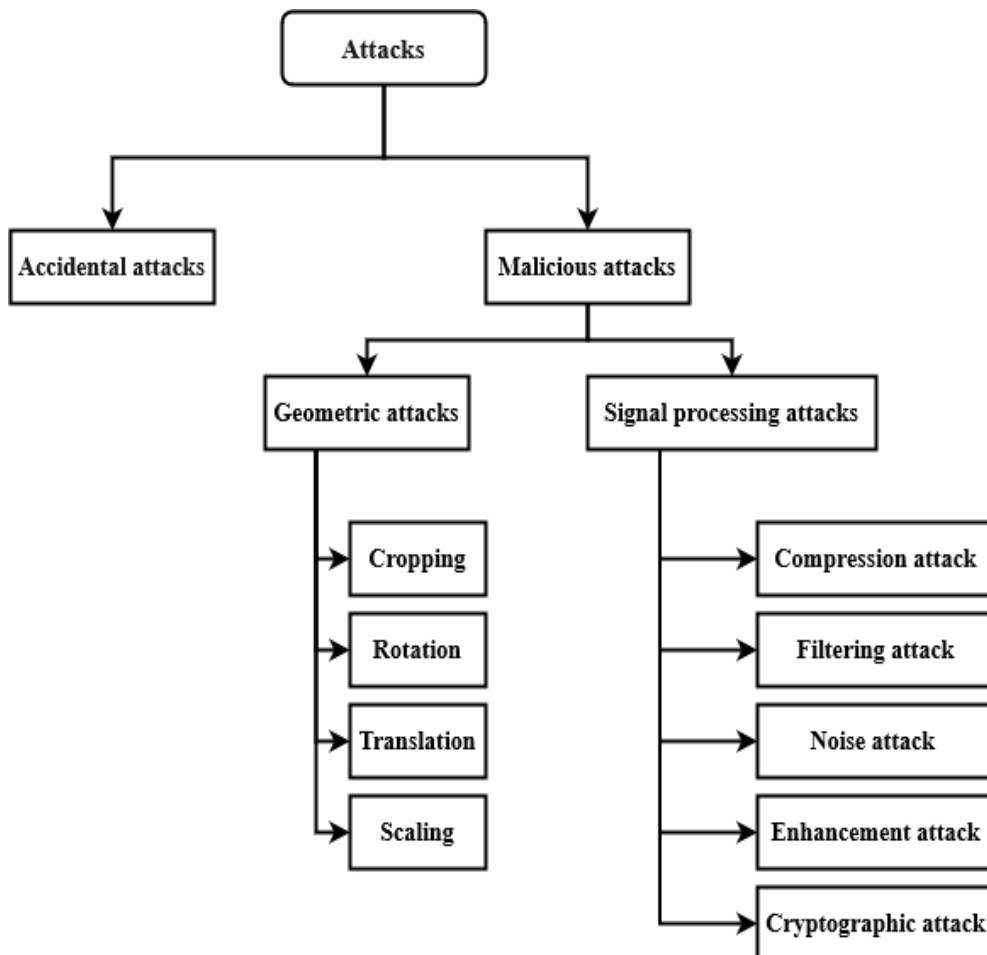 Attacks
Accidental attacks
Malicious attacks
Geometric attacks
Signal processing attacks
Cropping
Compression attack
Rotation
Filtering attack
Translation
Noise attack
Scaling
Enhancement attack
Cryptographic attack